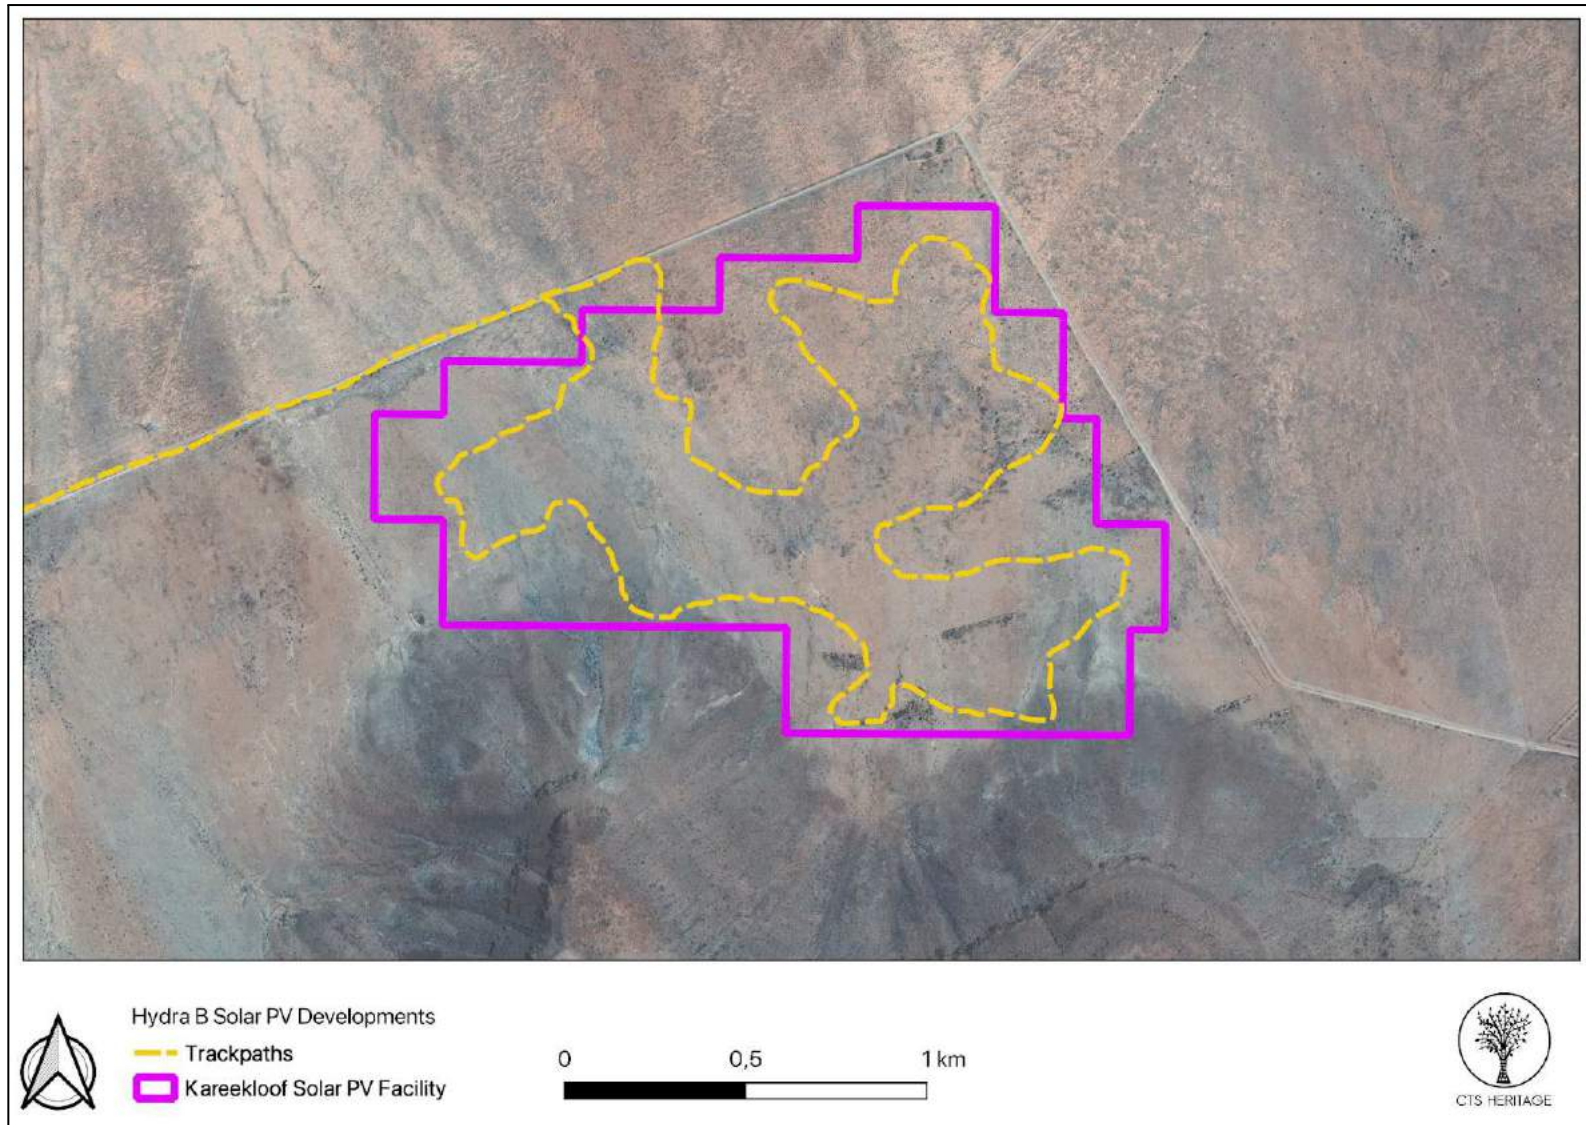 Hydra B Solar PV Developments
Trackpaths
Kareekloof Solar PV Facility
0 0,5 1 km
CTS HERITAGE